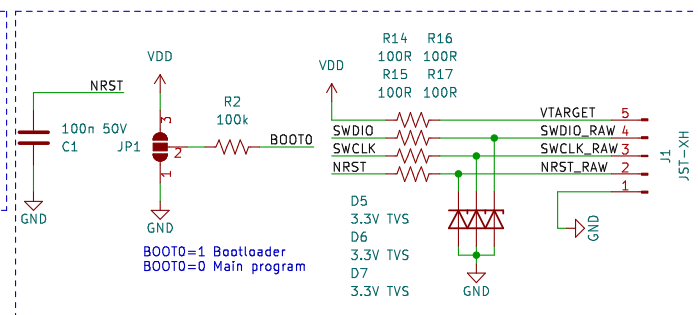 NRST
100n 50V
C1
GND
VDD
3
JP1
2
1
GND
R2
100k
BOOT0
BOOT0=1 Bootloader
BOOT0=0 Main program
VDD
R14 R16
100R 100R
R15 R17
100R 100R
VTARGET 5
SWDIO SWDIO_RAW 4
SWCLK SWCLK_RAW 3
NRST NRST_RAW 2
1
J1
JST-XH
GND
D5
3.3V TVS
D6
3.3V TVS
D7
3.3V TVS
GND